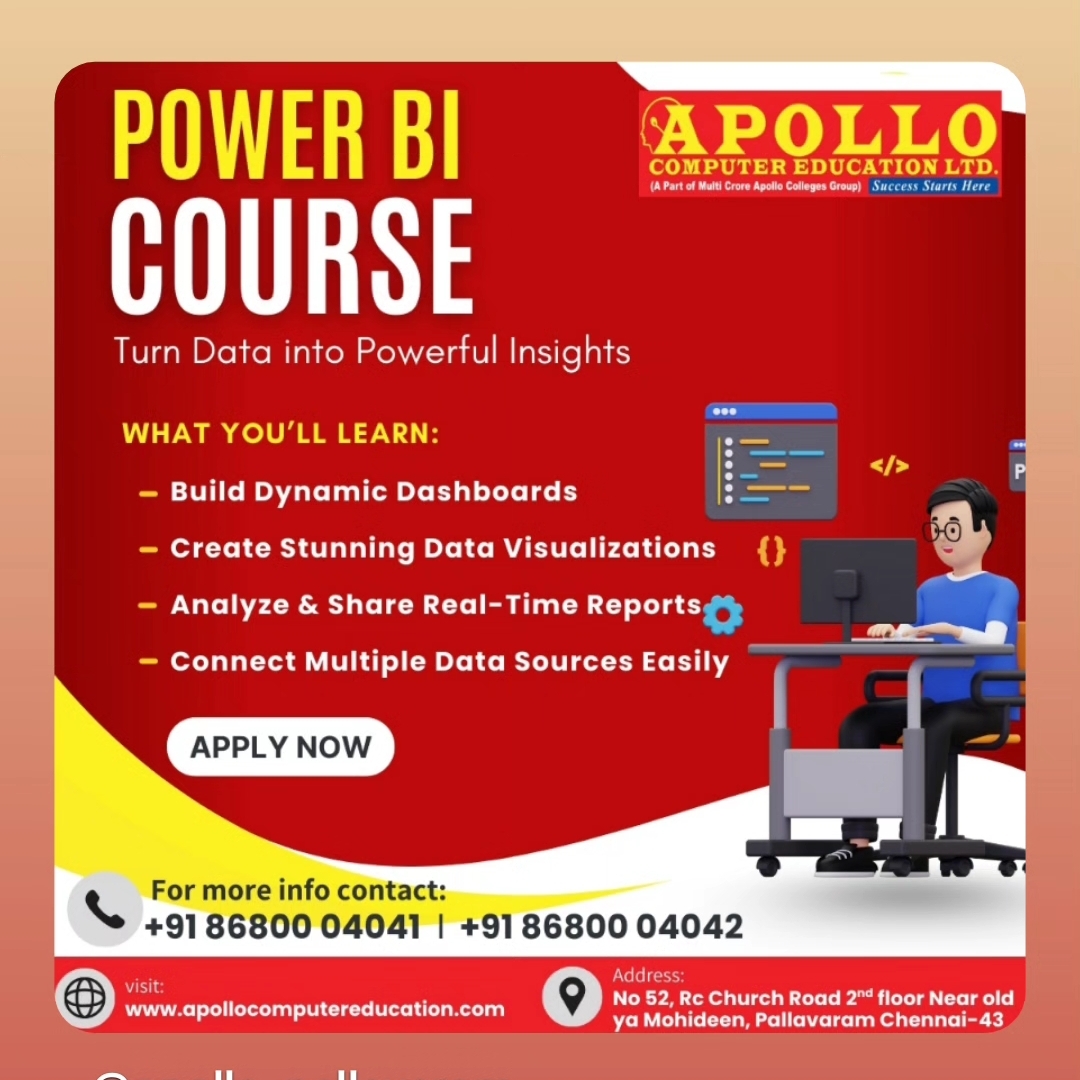 POWER BI
COURSE
Turn Data into Powerful Insights
APOLLO
COMPUTER EDUCATION LTD.
(A Part of Multi Crore Apollo Colleges Group) Success Starts Here
WHAT YOU'LL LEARN:
– Build Dynamic Dashboards
– Create Stunning Data Visualizations
– Analyze & Share Real-Time Reports
– Connect Multiple Data Sources Easily
</>
{}
P
APPLY NOW
For more info contact:
+91 86800 04041 | +91 86800 04042
visit:
www.apollocomputereducation.com
Address:
No 52, Rc Church Road 2nd floor Near old
ya Mohideen, Pallavaram Chennai-43